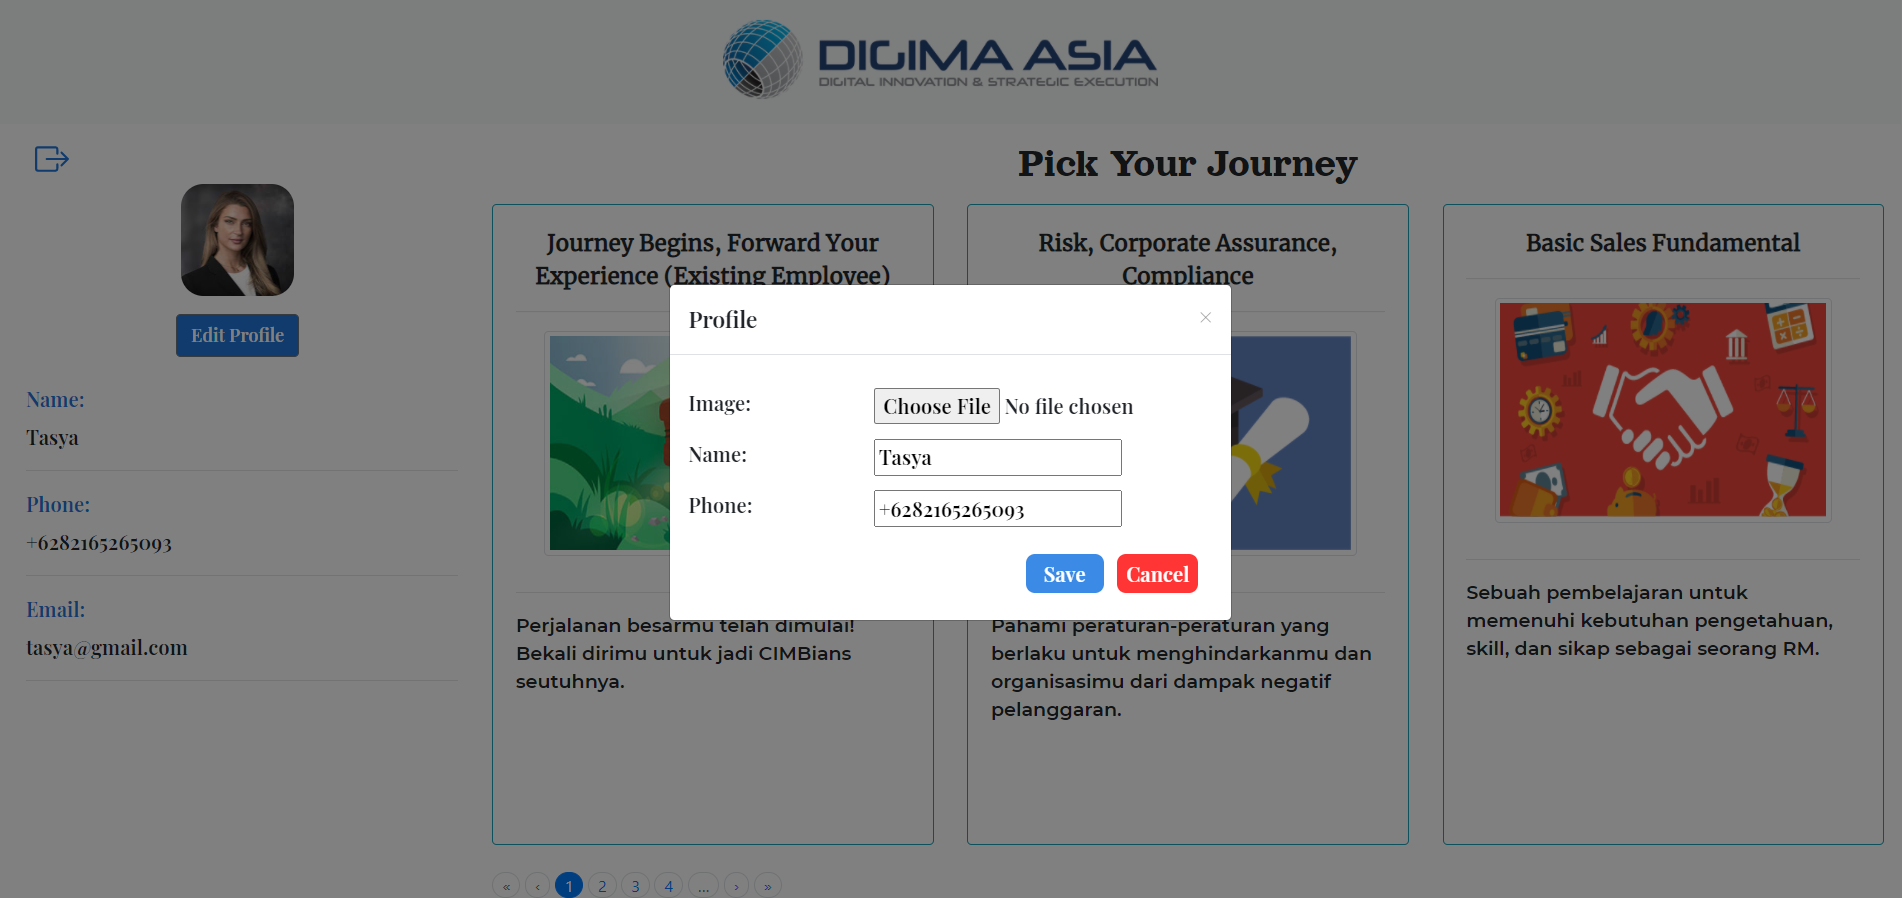 DIGIMA ASIA
DIGITAL INNOVATION & STRATEGIC EXECUTION
Edit Profile
Name:
Tasya
Phone:
+6282165265093
Email:
tasya@gmail.com
Pick Your Journey
Journey Begins, Forward Your
Experience (Existing Employee)
Perjalanan besarmu telah dimulai!
Bekali dirimu untuk jadi CIMBians
seutuhnya.
Risk, Corporate Assurance,
Compliance
Pahami peraturan-peraturan yang
berlaku untuk menghindarkanmu dan
organisasimu dari dampak negatif
pelanggaran.
Basic Sales Fundamental
Sebuah pembelajaran untuk
memenuhi kebutuhan pengetahuan,
skill, dan sikap sebagai seorang RM.
Profile ×
Image: Choose File No file chosen
Name: Tasya
Phone: +6282165265093
Save Cancel
« ‹ 1 2 3 4 ... › »